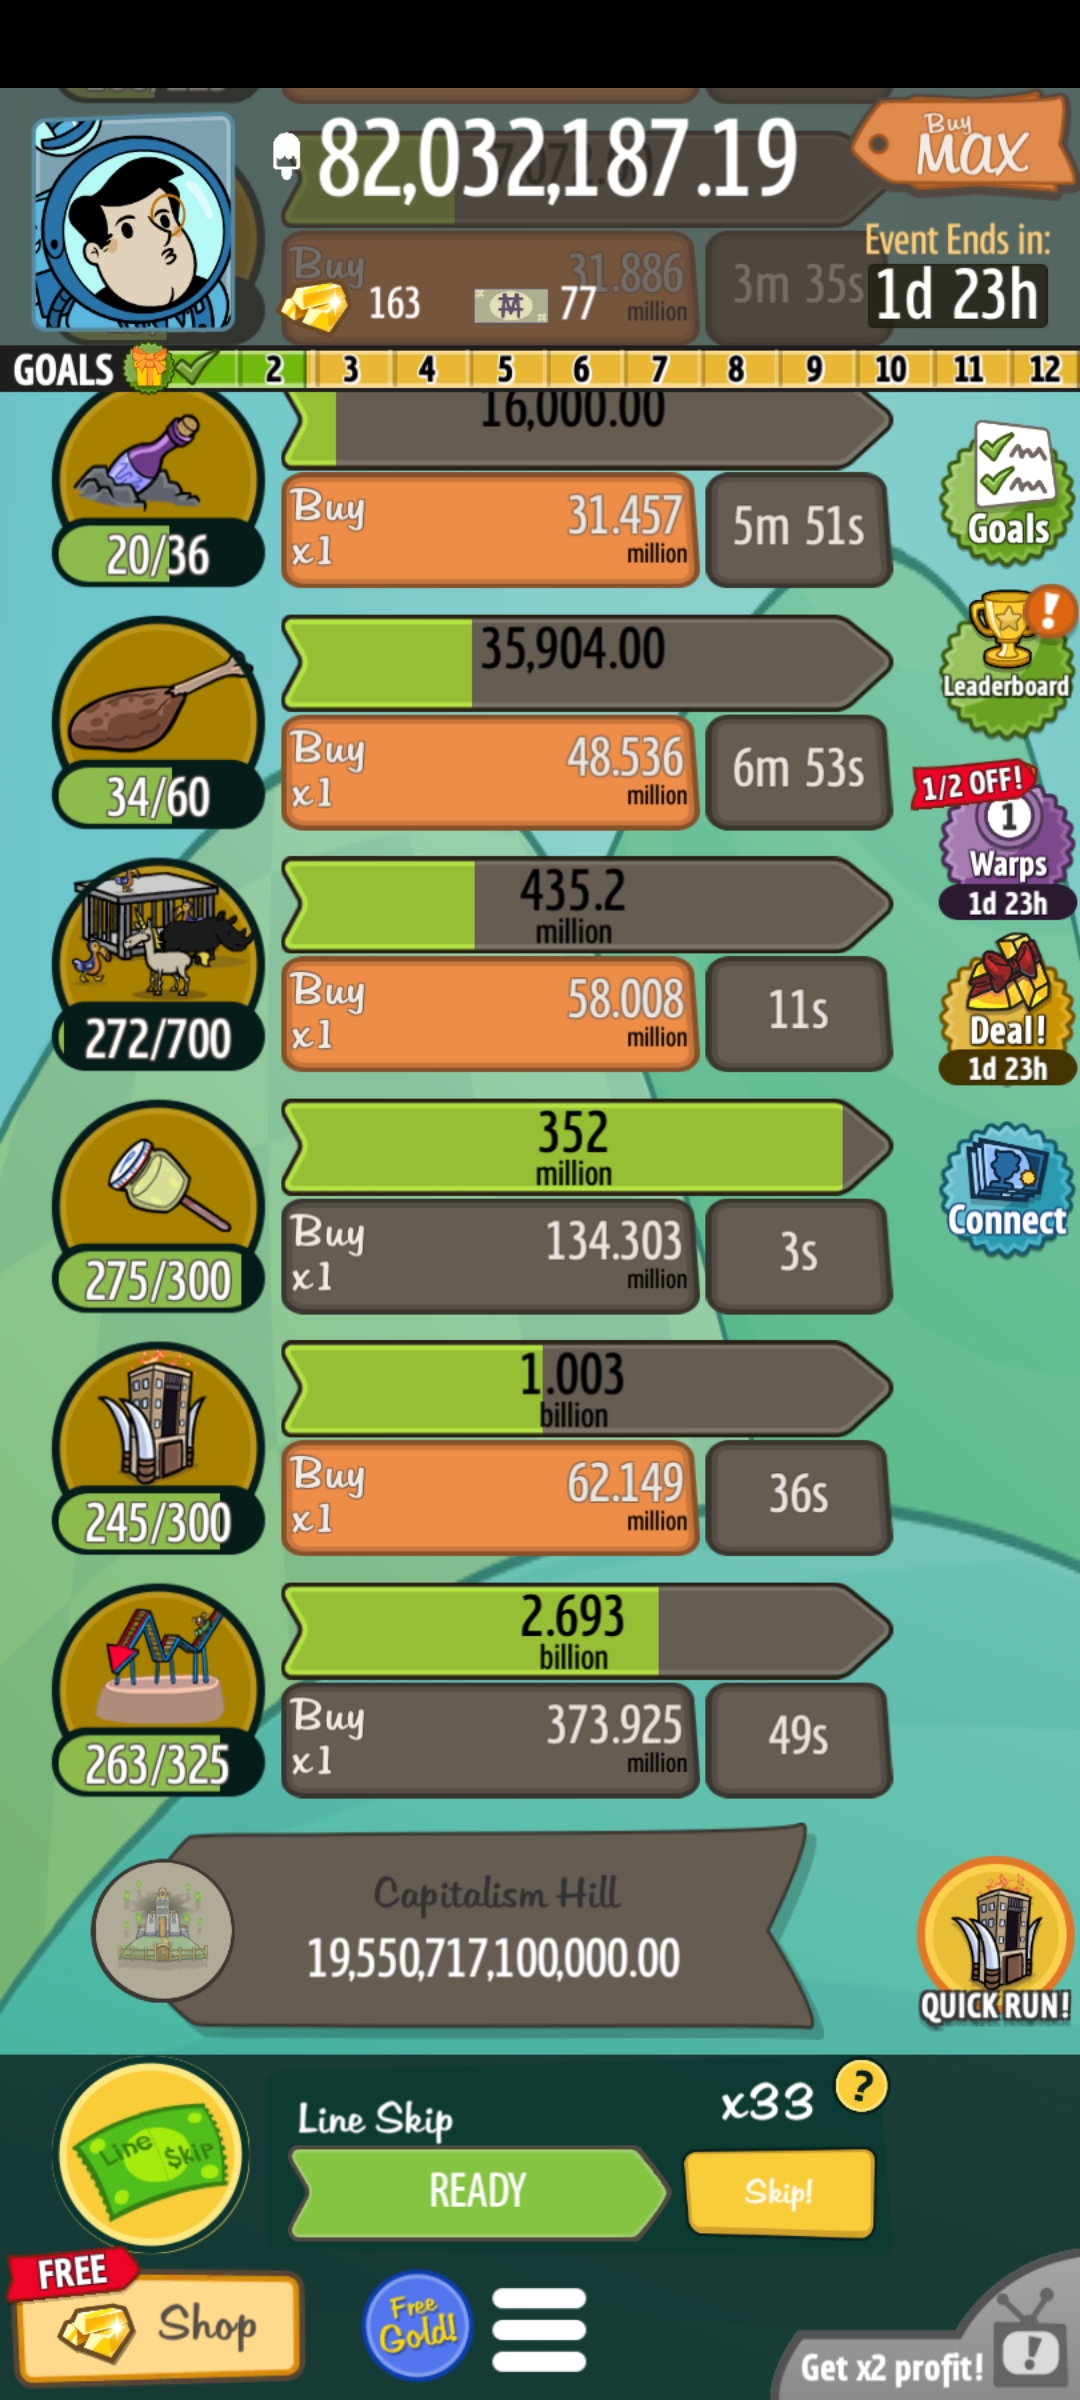 82,032,187.19
Buy
MAX
Buy
31.886
million
3m 35s
Event Ends in:
1d 23h
163
77
GOALS
2 3 4 5 6 7 8 9 10 11 12
16,000.00
20/36
Buy
x1
31.457
million
5m 51s
Goals
35,904.00
34/60
Buy
x1
48.536
million
6m 53s
Leaderboard
1/2 OFF!
1
Warps
1d 23h
435.2
million
272/700
Buy
x1
58.008
million
11s
Deal!
1d 23h
352
million
275/300
Buy
x1
134.303
million
3s
Connect
1.003
billion
245/300
Buy
x1
62.149
million
36s
2.693
billion
263/325
Buy
x1
373.925
million
49s
Capitalism Hill
19,550,717,100,000.00
QUICK RUN!
Line Skip
Line $kip
x33
?
READY
Skip!
FREE
Shop
Free
Gold!
Get x2 profit!